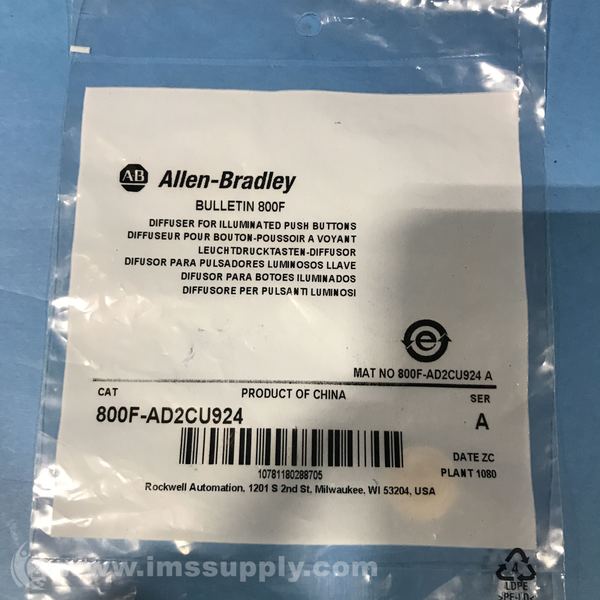 AB Allen-Bradley
BULLETIN 800F
DIFFUSER FOR ILLUMINATED PUSH BUTTONS
DIFFUSEUR POUR BOUTON-POUSSOIR A VOYANT
LEUCHTDRUCKTASTEN-DIFFUSOR
DIFUSOR PARA PULSADORES LUMINOSOS LLAVE
DIFUSOR PARA BOTOES ILUMINADOS
DIFFUSORE PER PULSANTI LUMINOSI
e
MAT NO 800F-AD2CU924 A
CAT PRODUCT OF CHINA SER
800F-AD2CU924 A
10781180288705
DATE ZC
PLANT 1080
Rockwell Automation, 1201 S 2nd St, Milwaukee, WI 53204, USA
www.imssupply.com
4
LDPE